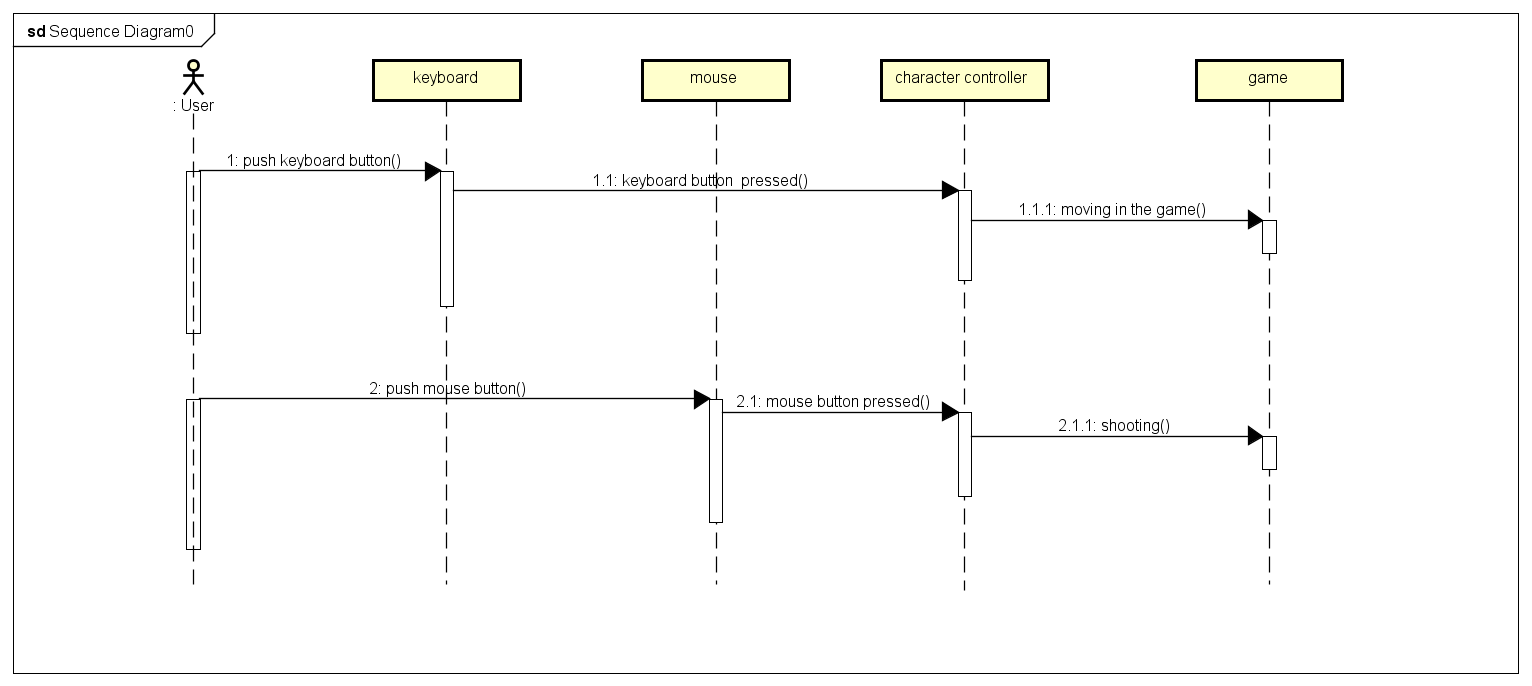 sd Sequence Diagram0
: User
keyboard
mouse
character controller
game
1: push keyboard button()
1.1: keyboard button  pressed()
1.1.1: moving in the game()
2: push mouse button()
2.1: mouse button pressed()
2.1.1: shooting()